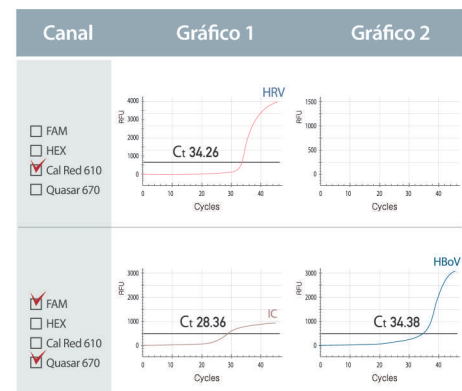 Canal Gráfico 1 Gráfico 2
FAM
HEX
Cal Red 610
Quasar 670
HRV
RFU
4000
3000
2000
1000
0
Ct 34.26
0 10 20 30 40
Cycles
RFU
1500
1000
500
0
0 10 20 30 40
Cycles
FAM
HEX
Cal Red 610
Quasar 670
RFU
3000
2000
1000
0
IC
Ct 28.36
0 10 20 30 40
Cycles
HBoV
RFU
3000
2000
1000
0
Ct 34.38
0 10 20 30 40
Cycles